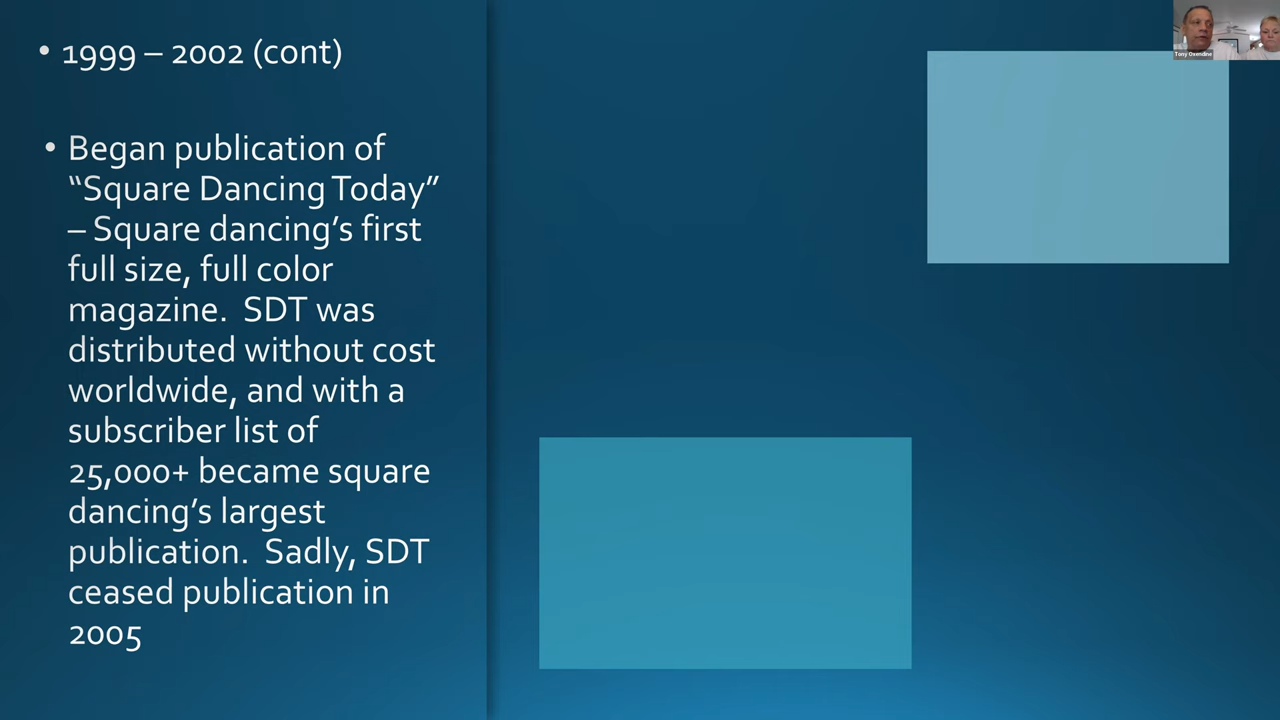 • 1999 – 2002 (cont)
• Began publication of
“Square Dancing Today”
– Square dancing’s first
full size, full color
magazine.  SDT was
distributed without cost
worldwide, and with a
subscriber list of
25,000+ became square
dancing’s largest
publication.  Sadly, SDT
ceased publication in
2005
Tony Oxendine